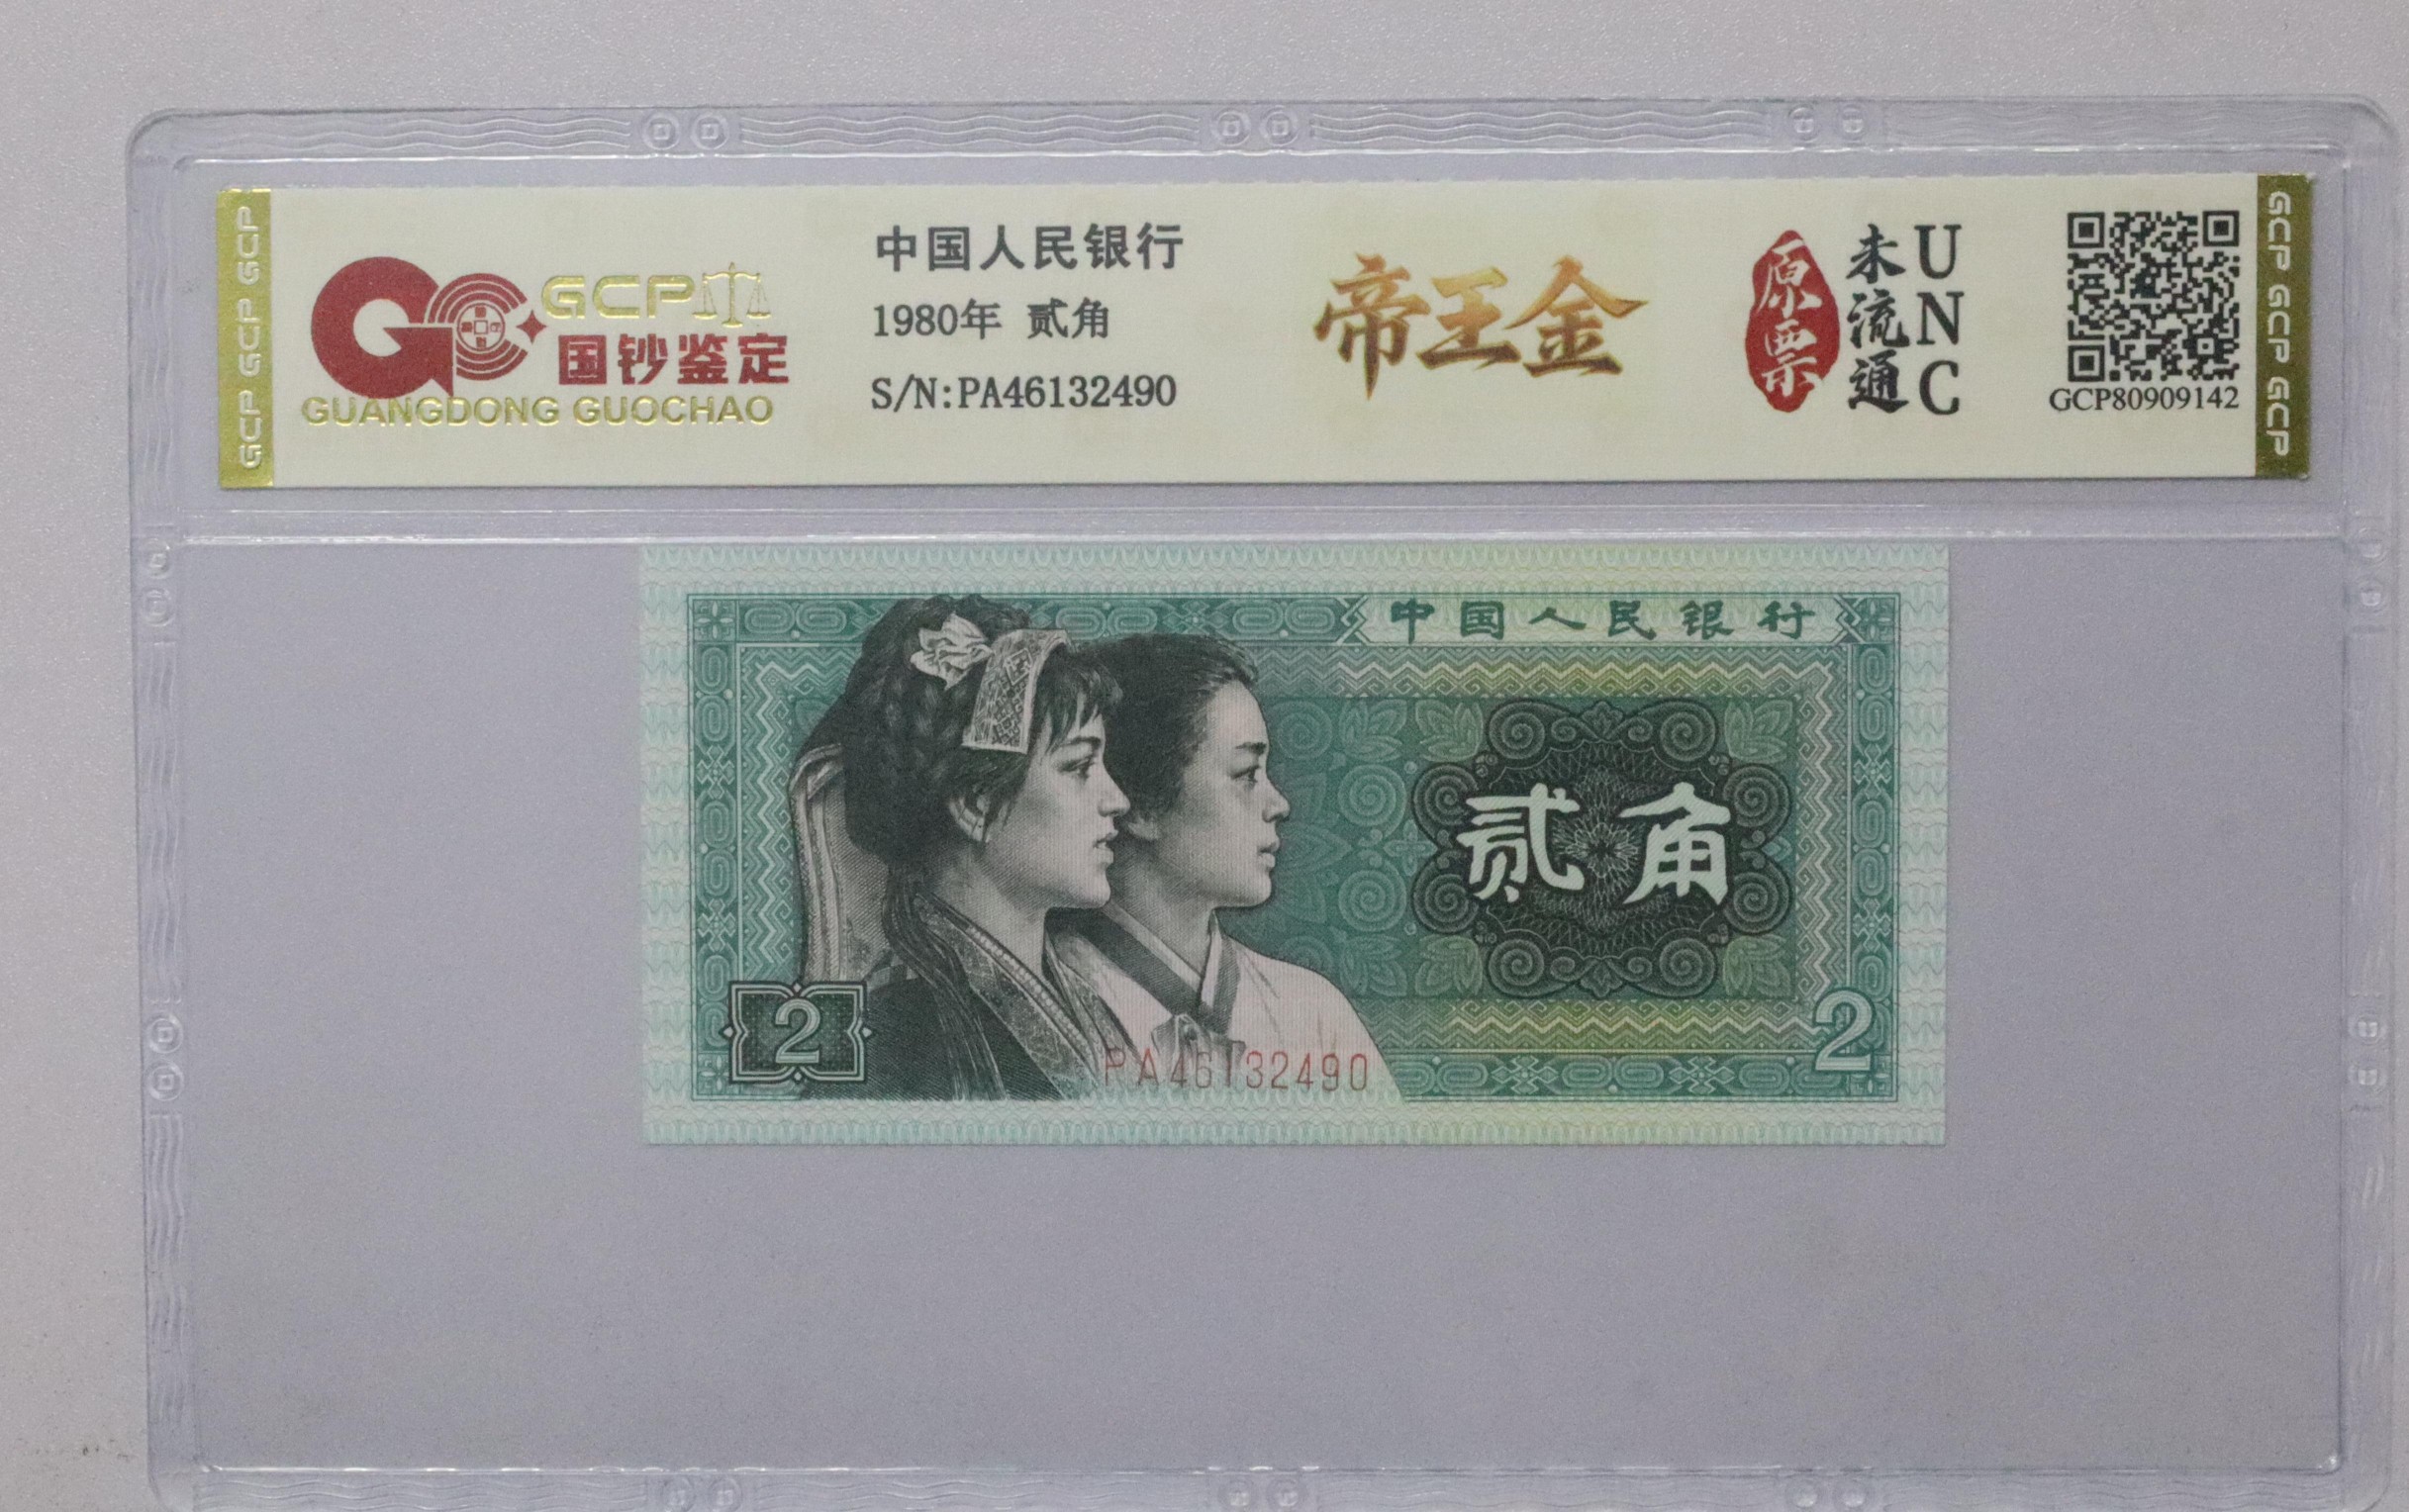 GCP GCP GCP
GCP
国钞鉴定
GUANGDONG GUOCHAO
中国人民银行
1980年 贰角
S/N:PA46132490
帝王金
原票
未流通
UNC
GCP80909142
GCP GCP GCP
中国人民银行
贰角
2
2
PA46132490